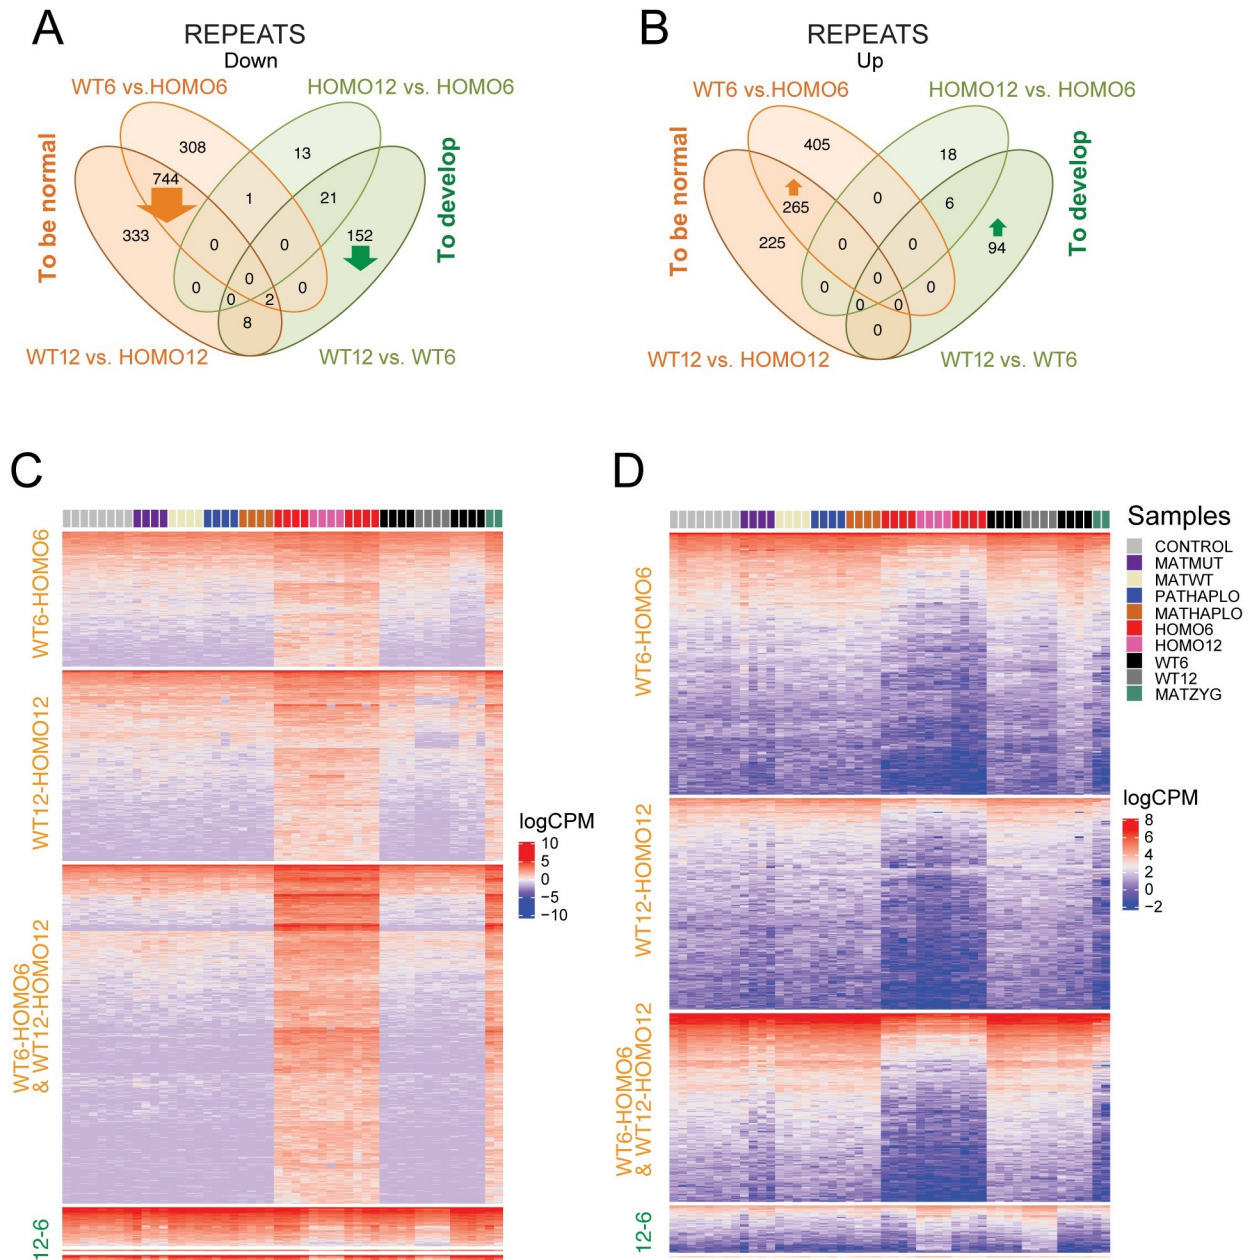 A
REPEATS
Down
WT6 vs.HOMO6
HOMO12 vs. HOMO6
To be normal
To develop
308
13
744
1
21
333
152
0
0
0
0
0
0
2
8
WT12 vs. HOMO12
WT12 vs. WT6
B
REPEATS
Up
WT6 vs.HOMO6
HOMO12 vs. HOMO6
To be normal
To develop
405
18
0
6
265
225
94
0
0
0
0
0
0
0
0
WT12 vs. HOMO12
WT12 vs. WT6
C
WT6-HOMO6
WT12-HOMO12
WT6-HOMO6
& WT12-HOMO12
12-6
logCPM
10
5
0
−5
−10
D
WT6-HOMO6
WT12-HOMO12
WT6-HOMO6
& WT12-HOMO12
12-6
Samples
CONTROL
MATMUT
MATWT
PATHAPLO
MATHAPLO
HOMO6
HOMO12
WT6
WT12
MATZYG
logCPM
8
6
4
2
0
−2